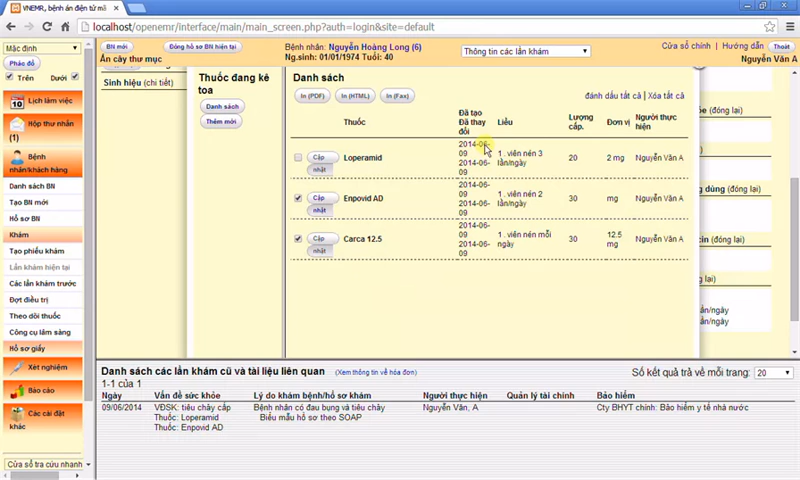 VNEMR, bệnh án điện tử mã
localhost/openemr/interface/main/main_screen.php?auth=login&site=default
Mặc định
Phác đồ
Trên Dưới
Lịch làm việc
Hộp thư nhắn
(1)
Bệnh
nhân/khách hàng
Danh sách BN
Tạo BN mới
Hồ sơ BN
Khám
Tạo phiếu khám
Lần khám hiện tại
Các lần khám trước
Đợt điều trị
Theo dõi thuốc
Công cụ lâm sàng
Hồ sơ giấy
Xét nghiệm
Báo cáo
Các cài đặt
khác
Cửa sổ tra cứu nhanh
BN mới
Đóng hồ sơ BN hiện tại
Ẩn cây thư mục
Bệnh nhân: Nguyễn Hoàng Long (6)
Ng.sinh: 01/01/1974 Tuổi: 40
Thông tin các lần khám
Cửa sổ chính | Hướng dẫn
Thoát
Nguyễn Văn A
Sinh hiệu (chi tiết)
Thuốc đang kê
toa
Danh sách
Thêm mới
Danh sách
In (PDF) In (HTML) In (Fax)
đánh dấu tất cả | Xóa tất cả
Thuốc
Đã tạo
Đã thay
đổi
Liều
Lượng
cấp.
Đơn vị
Người thực
hiện
Cập
nhật
Loperamid
2014-06-
09
2014-06-
09
1 . viên nén 3
lần/ngày
20
2 mg
Nguyễn Văn A
Cập
nhật
Enpovid AD
2014-06-
09
2014-06-
09
1 . viên nén 2
lần/ngày
30
mg
Nguyễn Văn A
Cập
nhật
Carca 12.5
2014-06-
09
2014-06-
09
1 . viên nén mỗi
ngày
30
12.5
mg
Nguyễn Văn A
(đóng lại)
dùng (đóng lại)
(đóng lại)
lại)
ần/ngày
ần/ngày
Danh sách các lần khám cũ và tài liệu liên quan (Xem thông tin về hóa đơn)
Số kết quả trả về mỗi trang: 20
1-1 của 1
Ngày Vấn đề sức khỏe Lý do khám bệnh/hồ sơ khám Người thực hiện Quản lý tài chính Bảo hiểm
09/06/2014 VĐSK: tiêu chảy cấp Bệnh nhân có đau bụng và tiêu chảy Nguyễn Văn, A Cty BHYT chính: Bảo hiểm y tế nhà nước
Thuốc: Loperamid Biểu mẫu hồ sơ theo SOAP
Thuốc: Enpovid AD